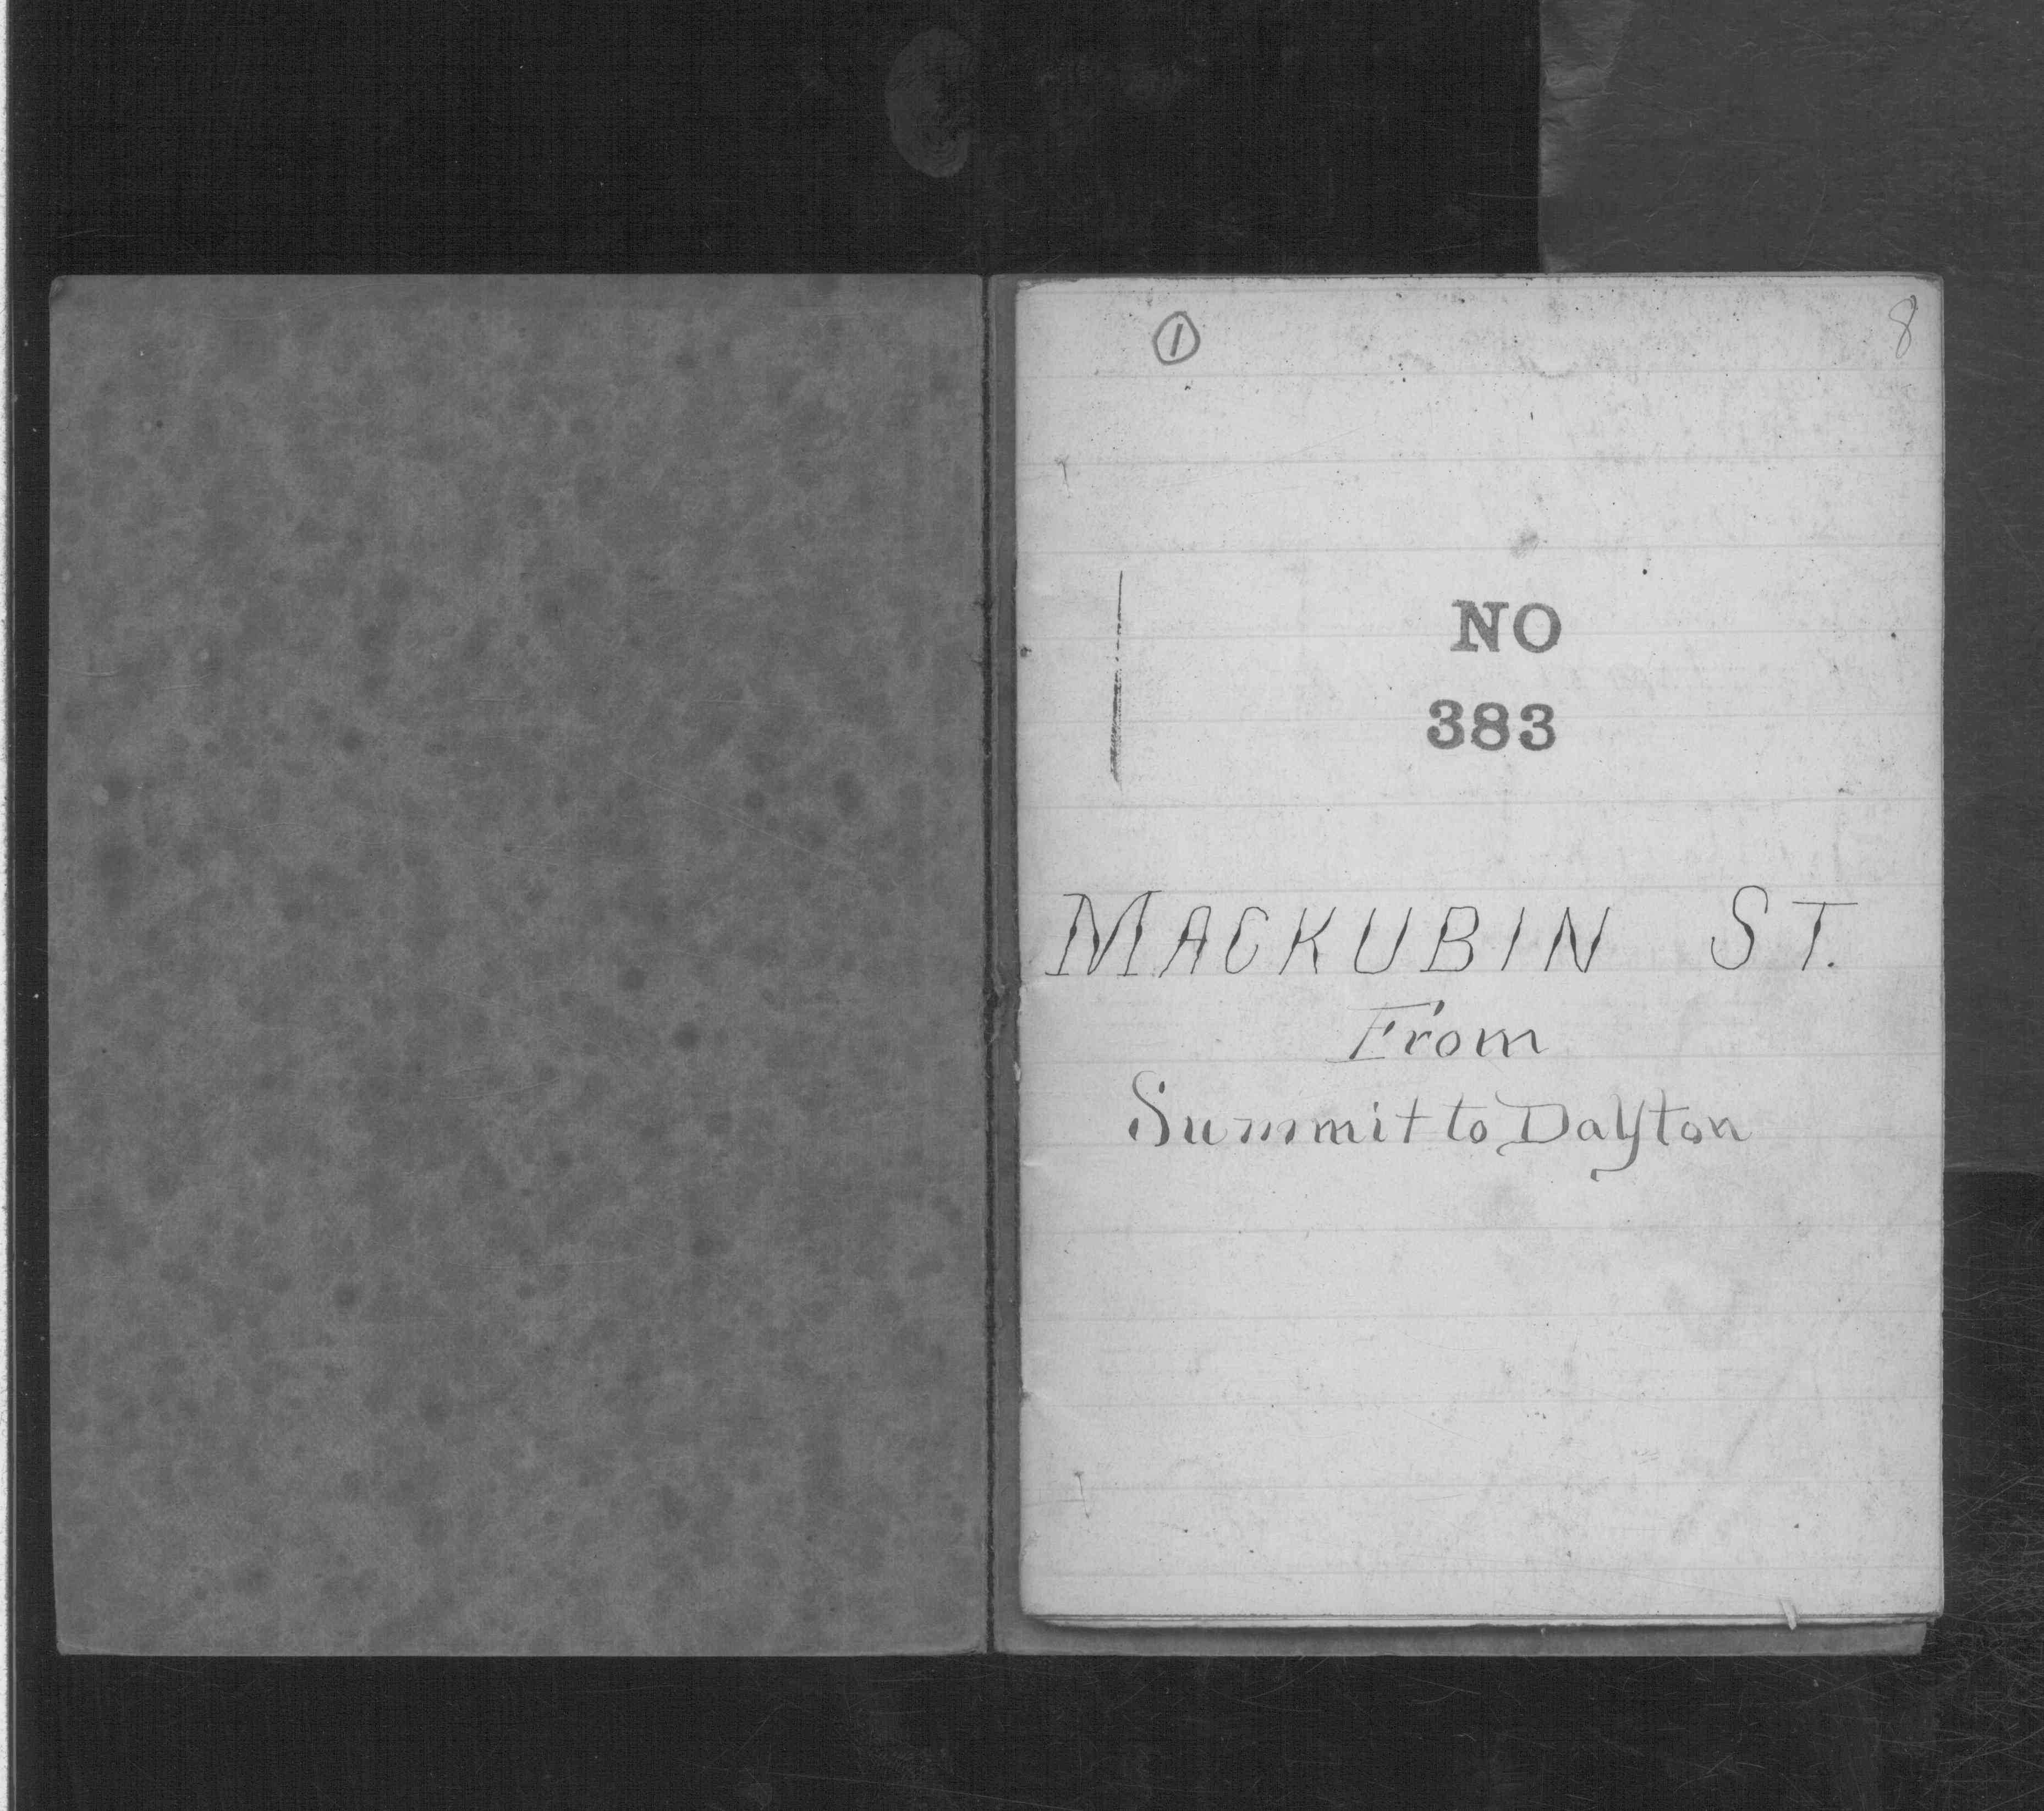 ① 8
NO
383
MACKUBIN ST.
From
Summit to Dayton